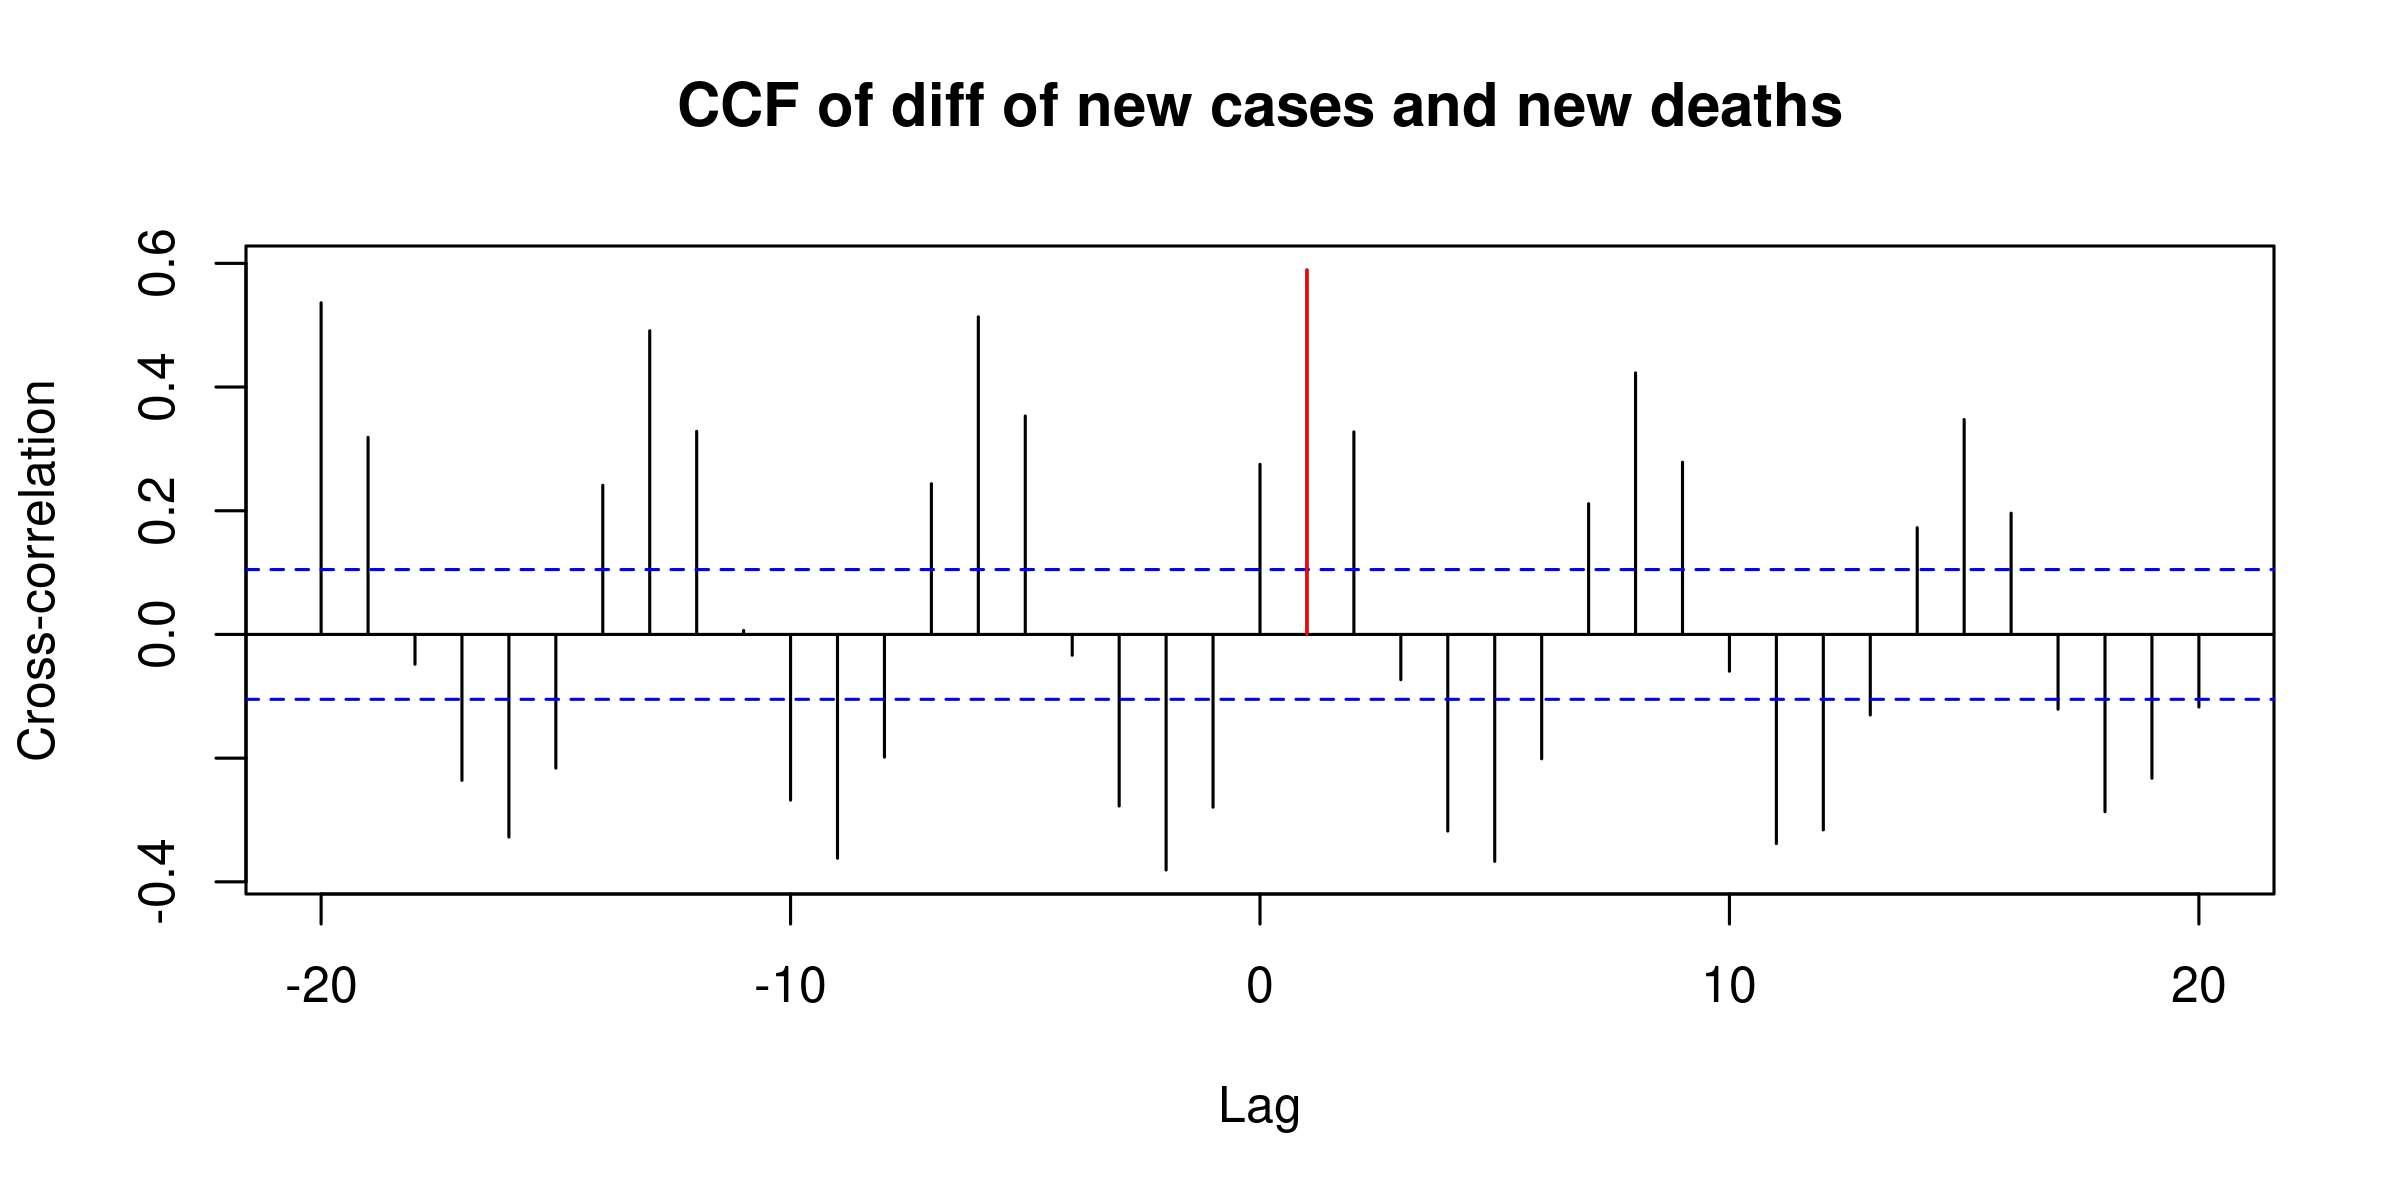 CCF of diff of new cases and new deaths
Cross-correlation
0.6
0.4
0.2
0.0
-0.4
-20 -10 0 10 20
Lag